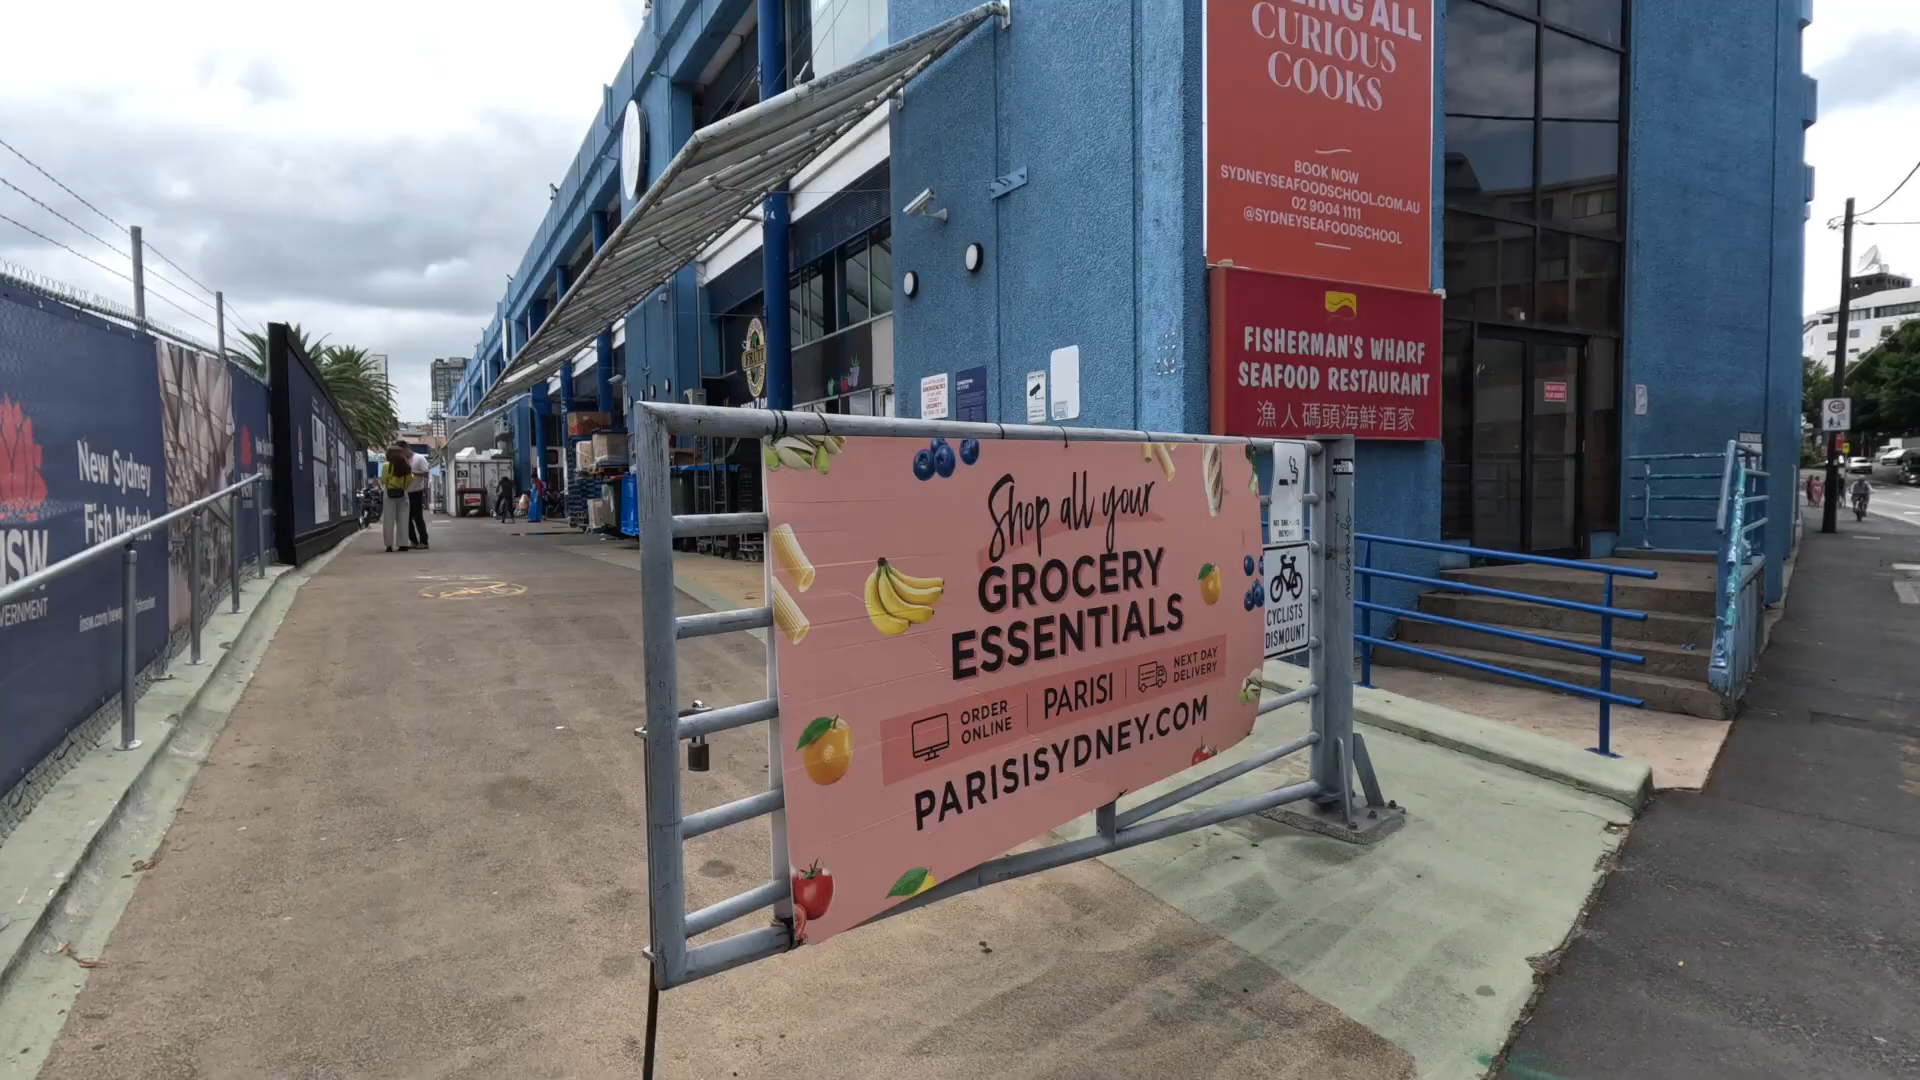 New Sydney
Fish Market
NSW
FRUIT
CURIOUS
COOKS
BOOK NOW
SYDNEYSEAFOODSCHOOL.COM.AU
02 9004 1111
@SYDNEYSEAFOODSCHOOL
FISHERMAN'S WHARF
SEAFOOD RESTAURANT
漁人碼頭海鮮酒家
Shop all your
GROCERY
ESSENTIALS
ORDER
ONLINE
PARISI
NEXT DAY
DELIVERY
PARISISYDNEY.COM
CYCLISTS
DISMOUNT
40